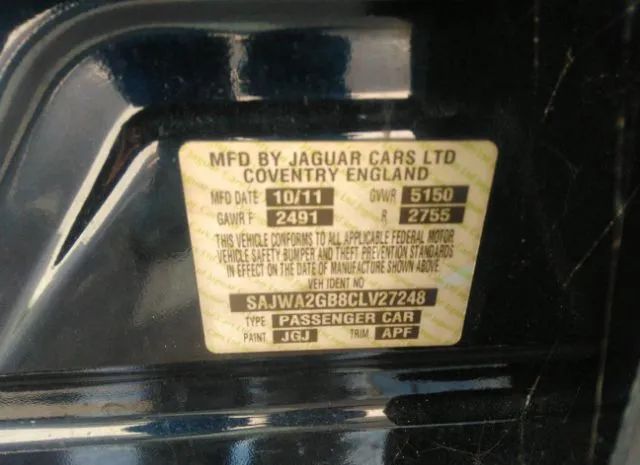 MFD BY JAGUAR CARS LTD
COVENTRY ENGLAND
MFD DATE 10/11 GVWR 5150
GAWR F 2491 R 2755
THIS VEHICLE CONFORMS TO ALL APPLICABLE FEDERAL MOTOR
VEHICLE SAFETY BUMPER AND THEFT PREVENTION STANDARDS
IN EFFECT ON THE DATE OF MANUFACTURE SHOWN ABOVE.
VEH IDENT NO
SAJWA2GB8CLV27248
TYPE PASSENGER CAR
PAINT JGJ TRIM APF